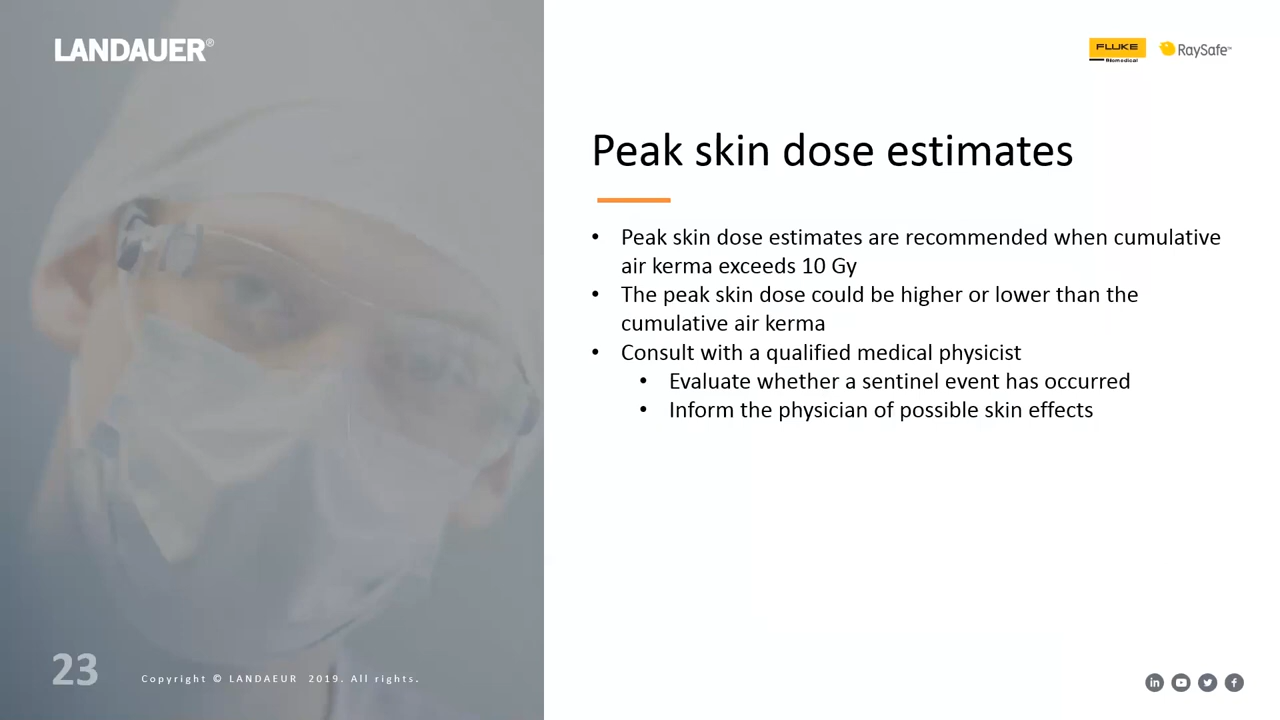 LANDAUER®
FLUKE
Biomedical
RaySafe™
Peak skin dose estimates
• Peak skin dose estimates are recommended when cumulative
air kerma exceeds 10 Gy
• The peak skin dose could be higher or lower than the
cumulative air kerma
• Consult with a qualified medical physicist
• Evaluate whether a sentinel event has occurred
• Inform the physician of possible skin effects
23
Copyright © LANDAEUR 2019. All rights.